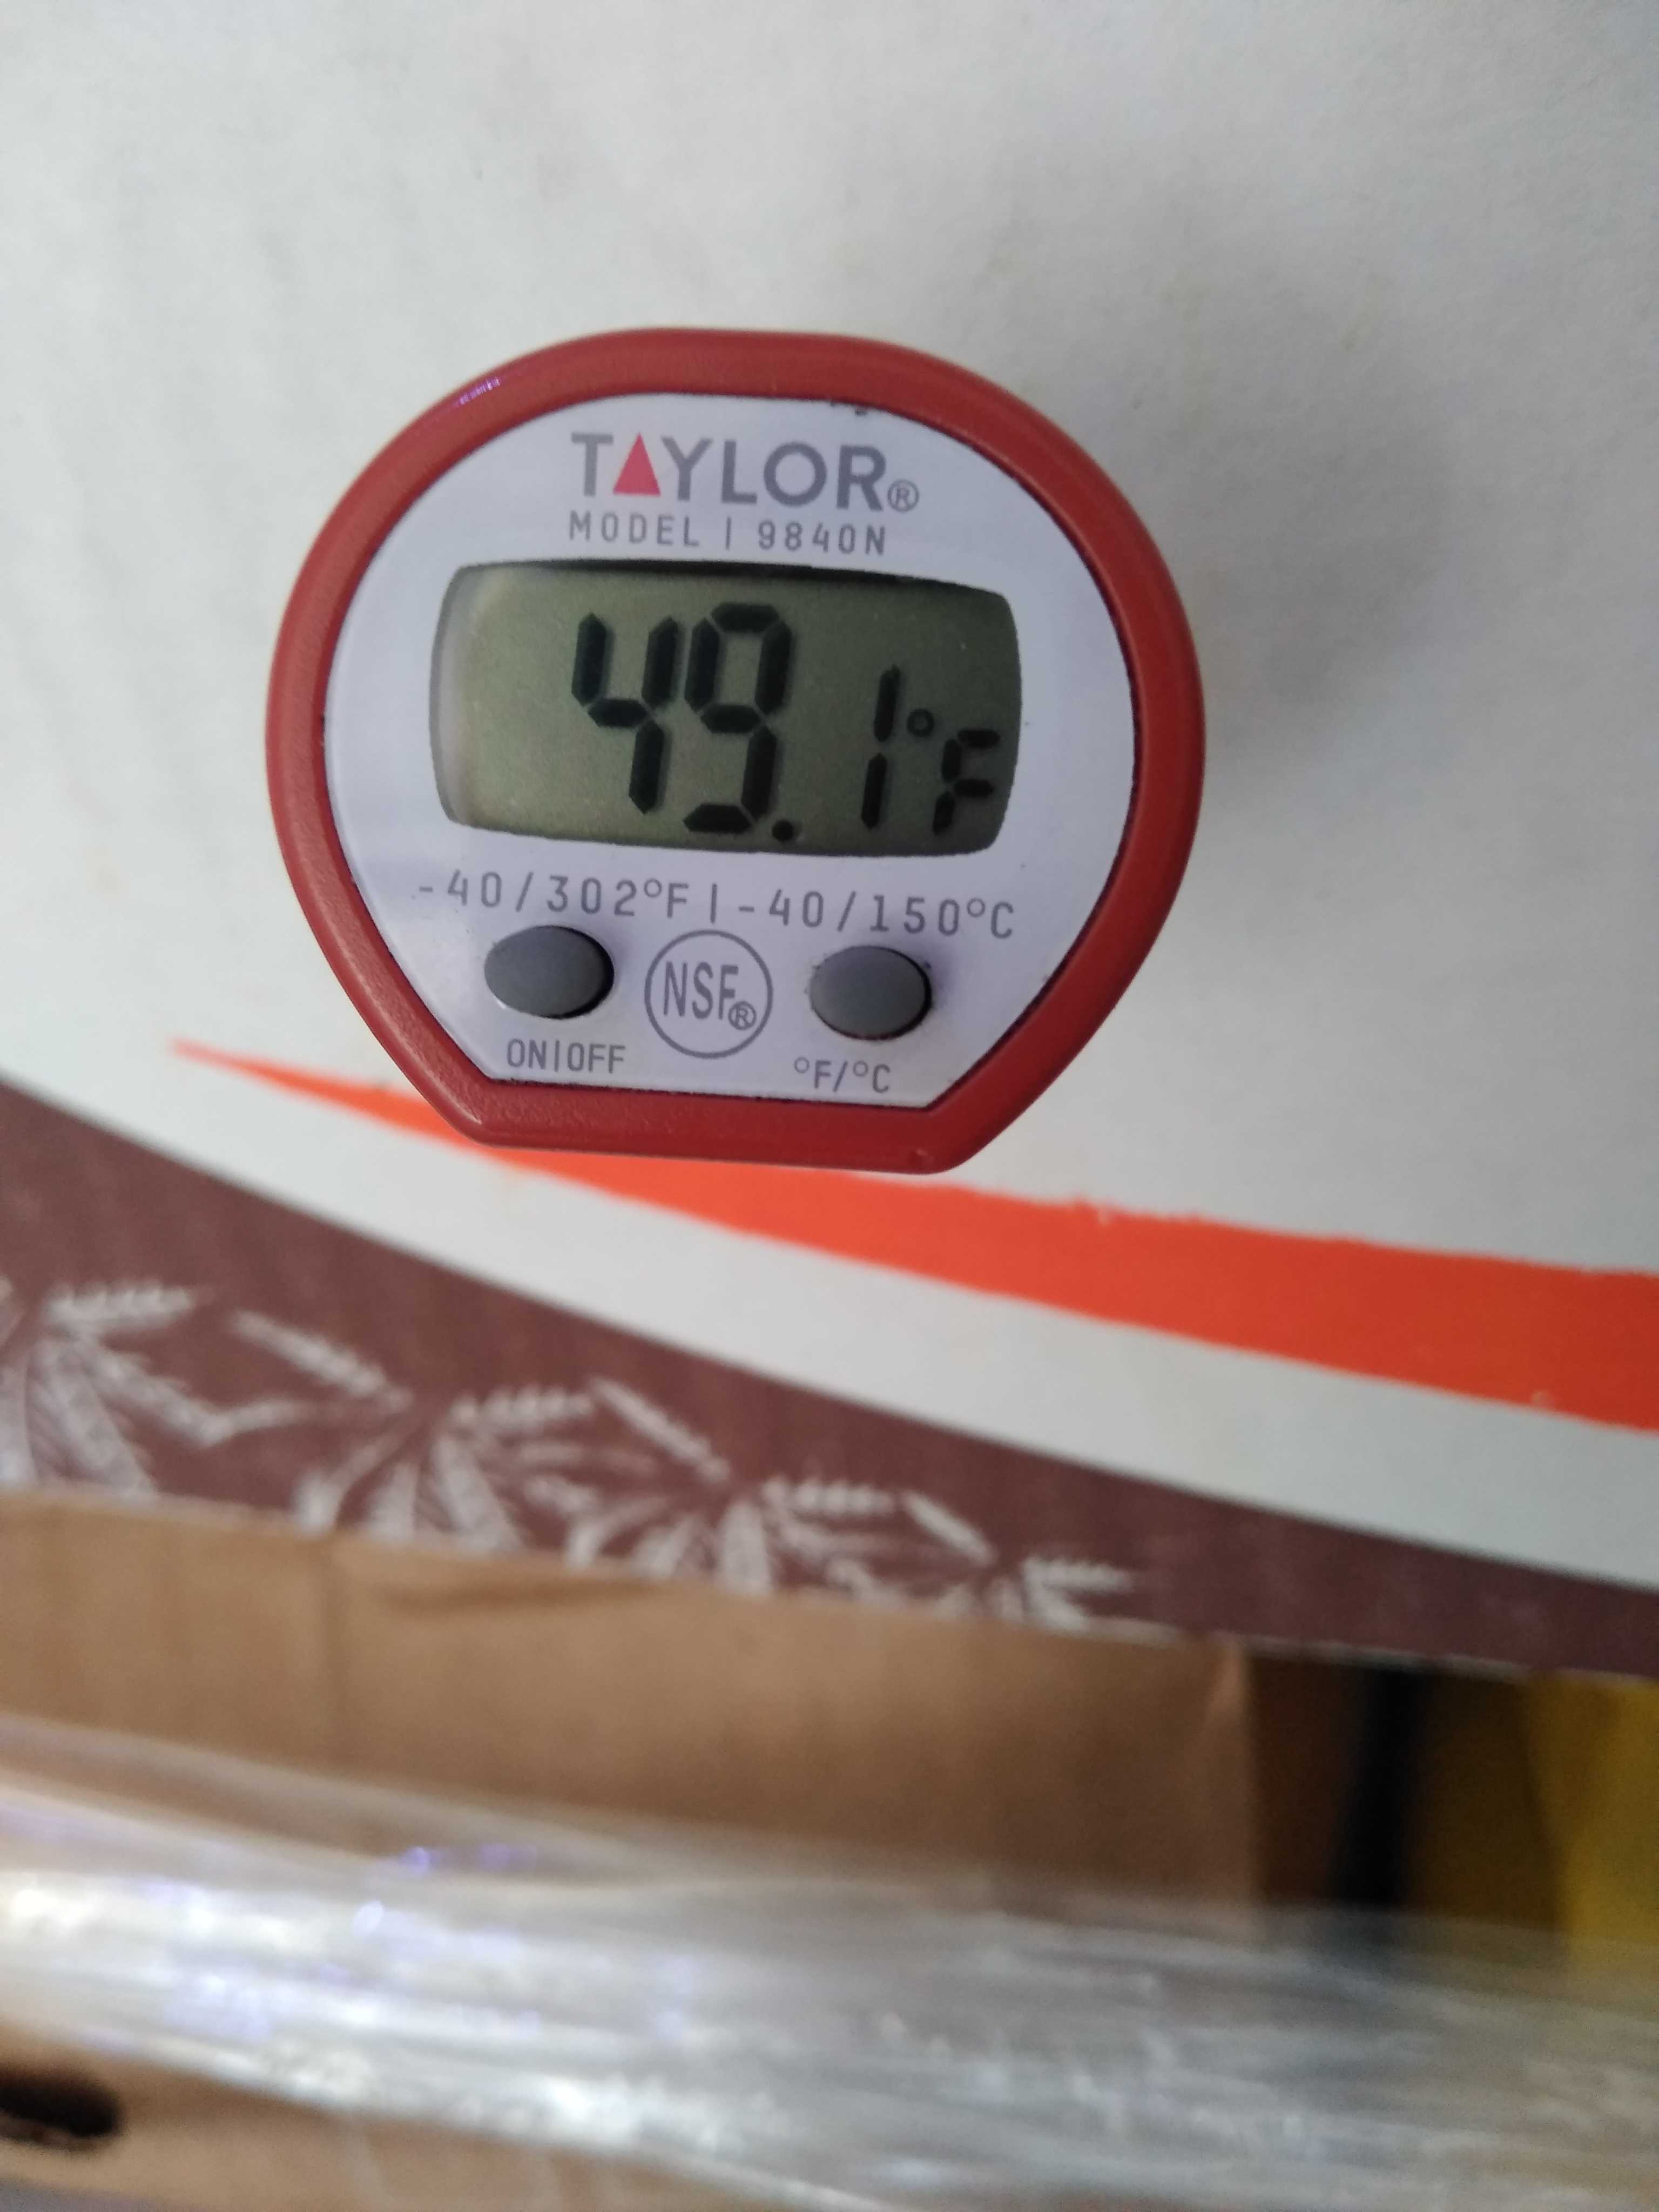 TAYLOR®
MODEL | 9840N
49.1°F
-40/302°F | -40/150°C
NSF®
ON|OFF
°F/°C